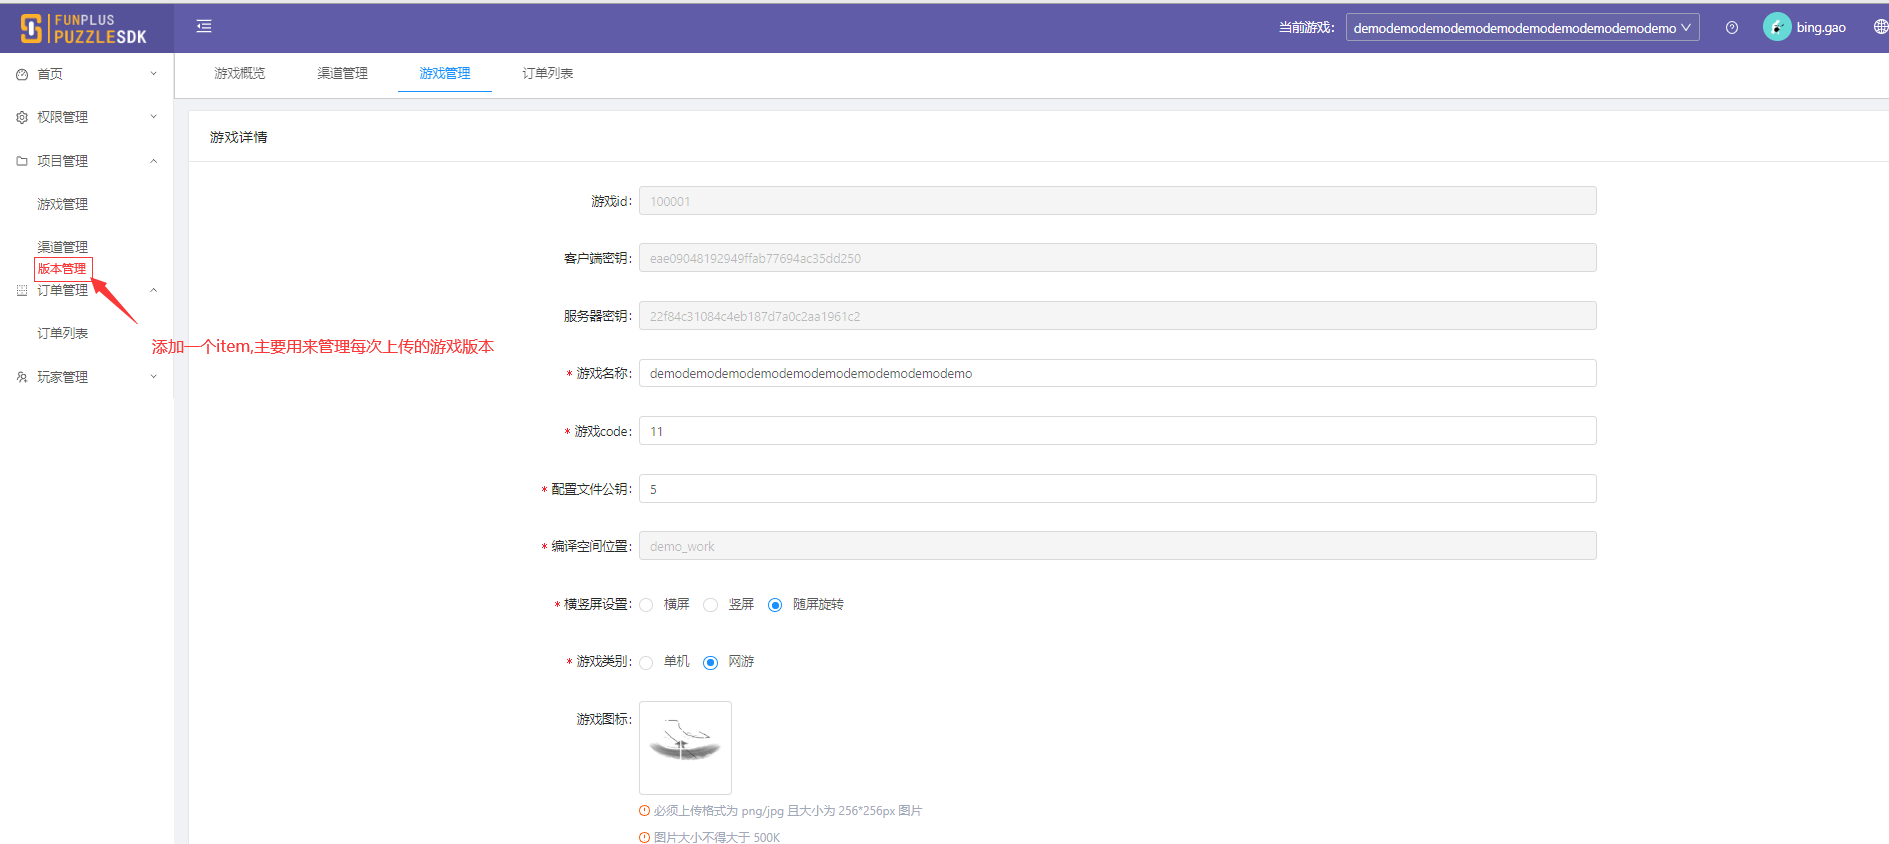 FUNPLUS
PUZZLESDK
当前游戏:
demodemodemodemodemodemodemodemodemodemo
bing.gao
首页
权限管理
项目管理
游戏管理
渠道管理
版本管理
订单管理
订单列表
玩家管理
添加一个item,主要用来管理每次上传的游戏版本
游戏概览
渠道管理
游戏管理
订单列表
游戏详情
游戏id:
100001
客户端密钥:
eae09048192949ffab77694ac35dd250
服务器密钥:
22f84c31084c4eb187d7a0c2aa1961c2
* 游戏名称:
demodemodemodemodemodemodemodemodemodemo
* 游戏code:
11
* 配置文件公钥:
5
* 编译空间位置:
demo_work
* 横竖屏设置:
横屏
竖屏
随屏旋转
* 游戏类别:
单机
网游
游戏图标:
必须上传格式为 png/jpg 且大小为 256*256px 图片
图片大小不得大于 500K